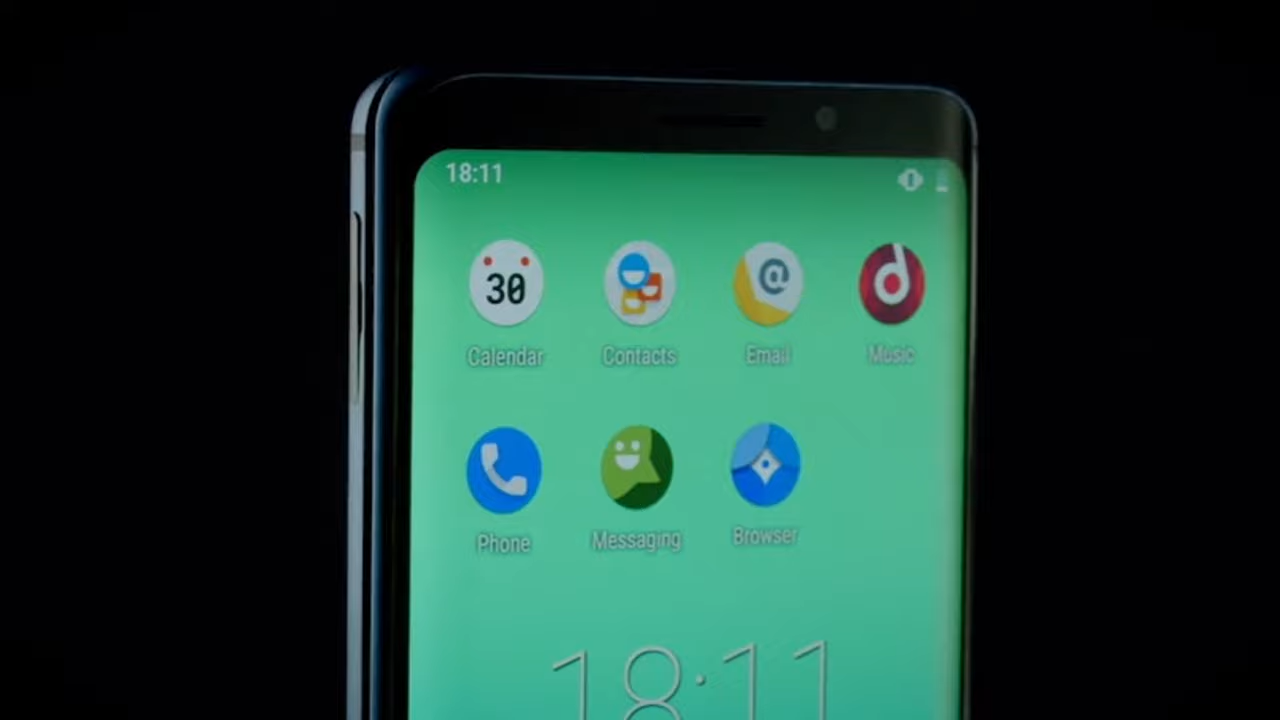 18:11
30 @
Calendar Contacts Email Music
Phone Messaging Browser
18:11